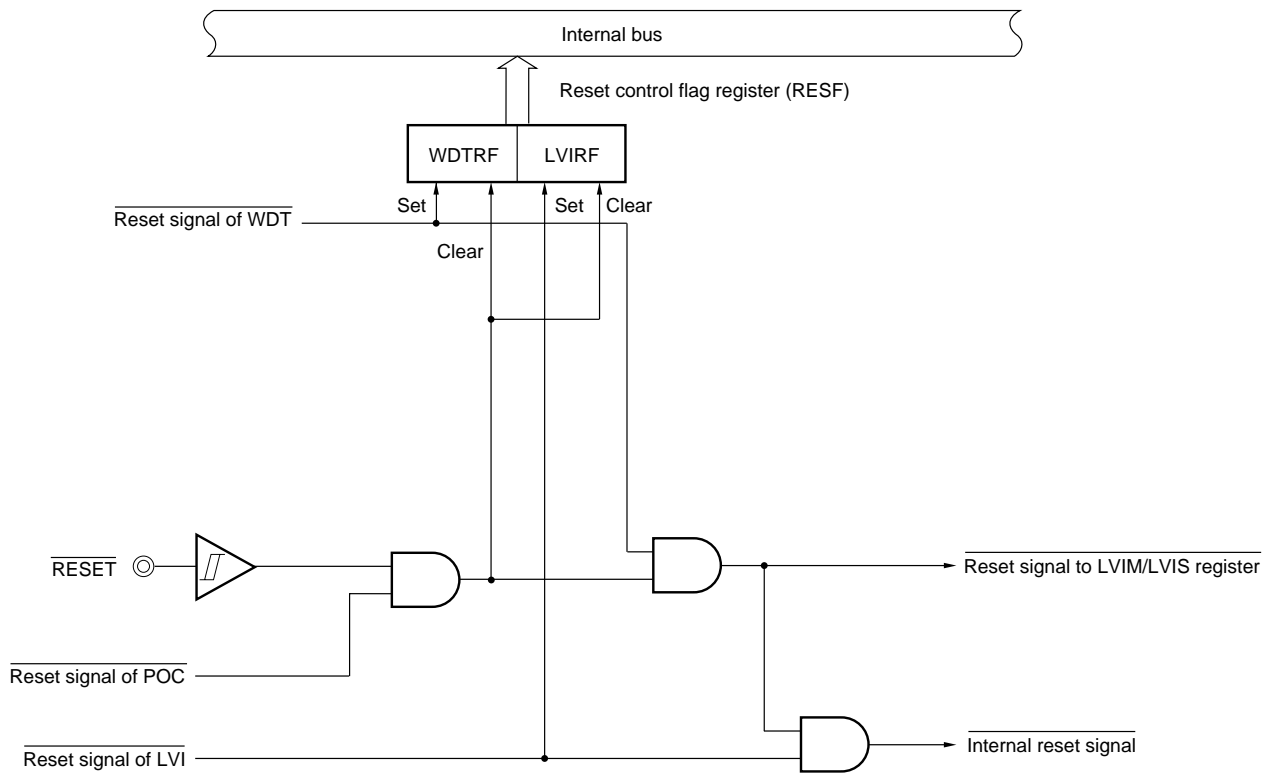 Internal bus
Reset control flag register (RESF)
WDTRF LVIRF
Set Set Clear
Reset signal of WDT
Clear
RESET
Reset signal to LVIM/LVIS register
Reset signal of POC
Internal reset signal
Reset signal of LVI